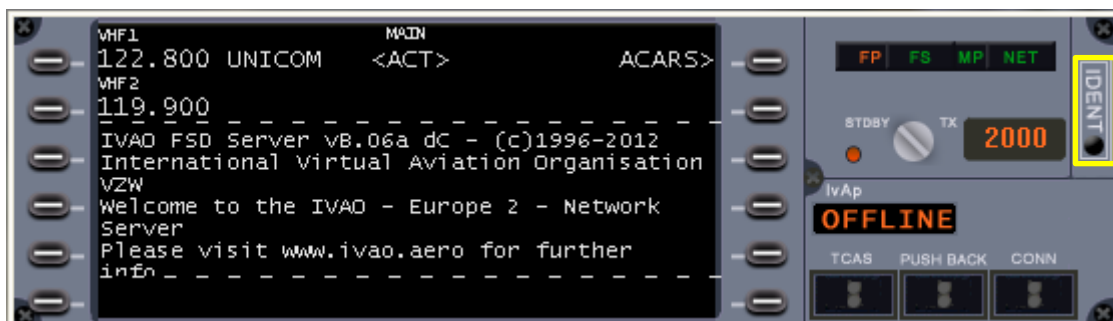 VHF1 MAIN
122.800 UNICOM <ACT> ACARS>
VHF2
119.900
IVAO FSD Server vB.06a dC - (c)1996-2012
International Virtual Aviation Organisation
VZW
Welcome to the IVAO - Europe 2 - Network
Server
Please visit www.ivao.aero for further
info
FP FS MP NET
STDBY TX 2000
IDENT
IvAp
OFFLINE
TCAS PUSH BACK CONN